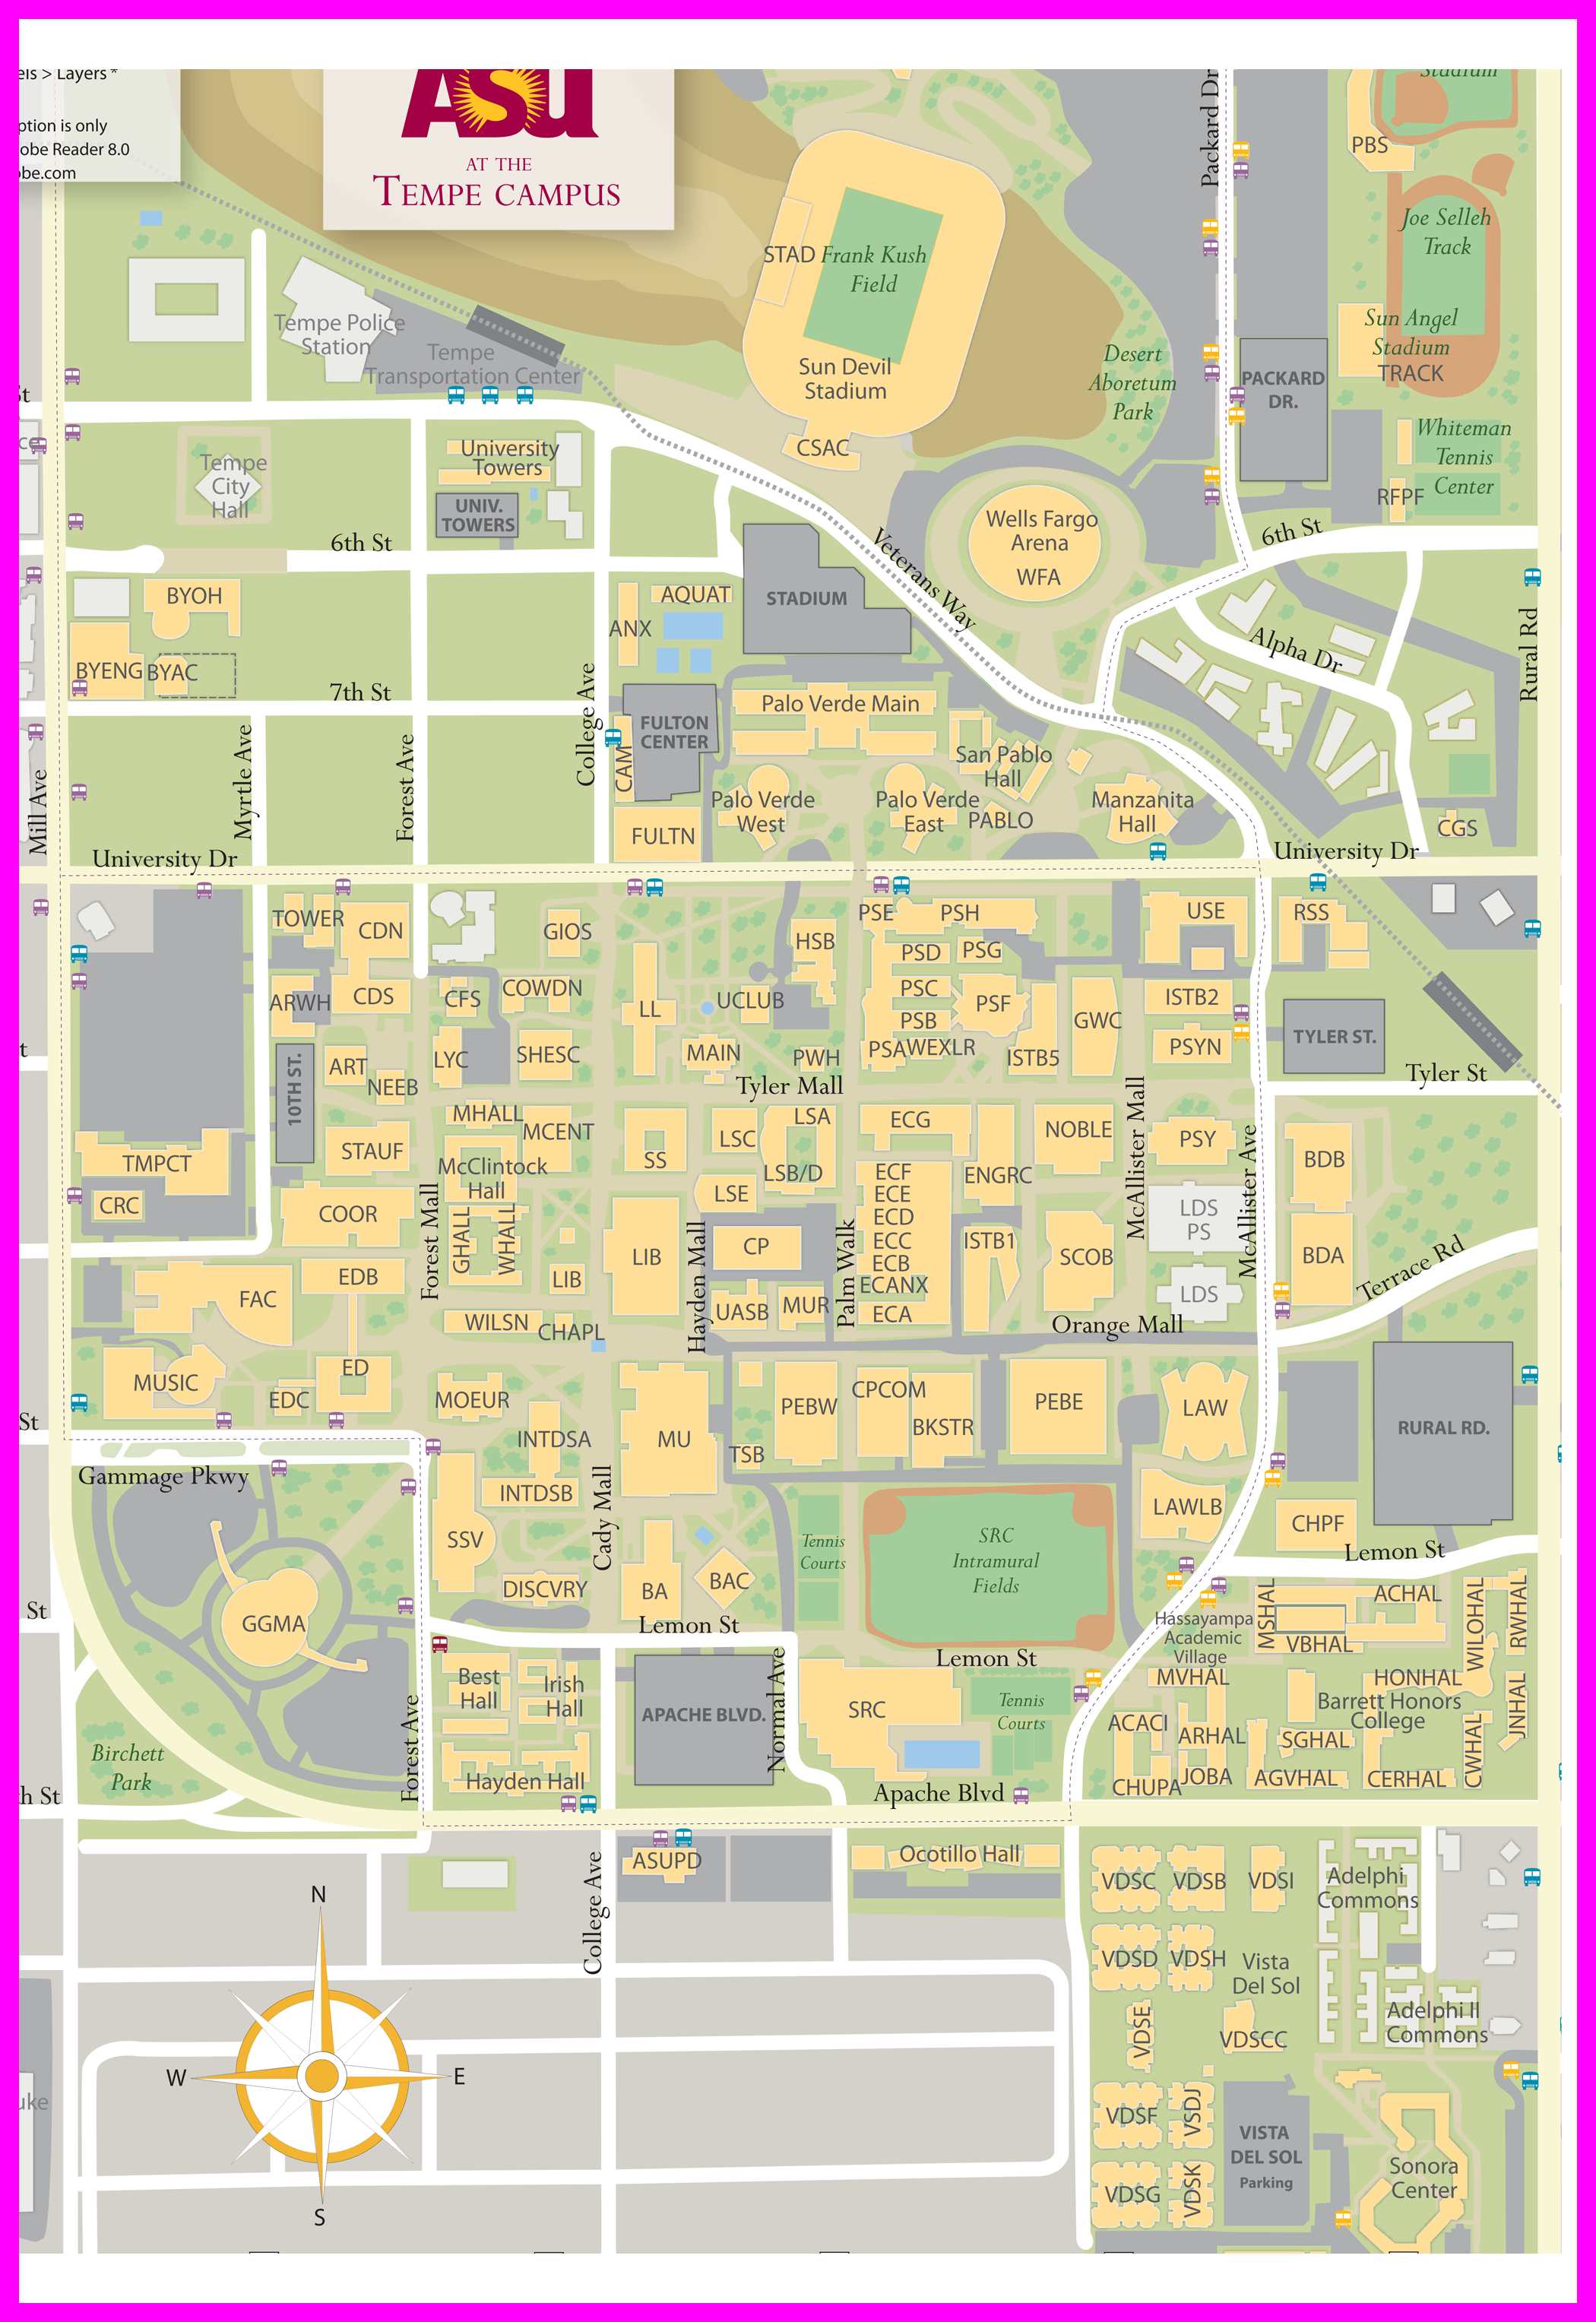 els > Layers *
ption is only
obe Reader 8.0
be.com
ASU
AT THE
TEMPE CAMPUS
Packard Dr
Stadium
PBS
Joe Selleh
Track
STAD
Frank Kush
Field
Sun Devil
Stadium
CSAC
Desert
Aboretum
Park
PACKARD
DR.
Sun Angel
Stadium
TRACK
Whiteman
Tennis
Center
RFPF
Tempe Police
Station
Tempe
Transportation Center
St
Tempe
City
Hall
University
Towers
UNIV.
TOWERS
6th St
Wells Fargo
Arena
WFA
6th St
Veterans Way
STADIUM
BYOH
BYENG
BYAC
AQUAT
ANX
7th St
Alpha Dr
Rural Rd
College Ave
FULTON
CENTER
CAM
FULTN
Palo Verde Main
San Pablo
Hall
Palo Verde
West
Palo Verde
East
PABLO
Manzanita
Hall
CGS
Mill Ave
Myrtle Ave
Forest Ave
University Dr
University Dr
TOWER
CDN
GIOS
HSB
PSE
PSH
USE
RSS
PSD
PSG
ARWH
CDS
CFS
COWDN
LL
UCLUB
PSC
PSF
PSB
GWC
ISTB2
PSYN
TYLER ST.
10TH ST.
ART
NEEB
LYC
SHESC
MAIN
PWH
PSA
WEXLR
ISTB5
Tyler Mall
Tyler St
t
MHALL
MCENT
STAUF
McClintock
Hall
SS
LSC
LSA
LSB/D
LSE
ECG
ENGRC
NOBLE
McAllister Mall
PSY
McAllister Ave
BDB
TMPCT
CRC
COOR
Forest Mall
GHALL
WHALL
LIB
LIB
Hayden Mall
CP
Palm Walk
ECF
ECE
ECD
ECC
ECB
ECANX
ECA
ISTB1
SCOB
LDS
PS
BDA
LDS
Terrace Rd
FAC
EDB
WILSN
CHAPL
UASB
MUR
Orange Mall
MUSIC
EDC
ED
MOEUR
INTDSA
MU
TSB
PEBW
CPCOM
BKSTR
PEBE
LAW
RURAL RD.
St
Gammage Pkwy
INTDSB
Cady Mall
SSV
DISCVRY
BA
BAC
Tennis
Courts
SRC
Intramural
Fields
LAWLB
CHPF
Lemon St
St
GGMA
Lemon St
Lemon St
Hassayampa
Academic
Village
MSHAL
ACHAL
VBHAL
WILOHAL
RWHAL
Best
Hall
Irish
Hall
APACHE BLVD.
Normal Ave
SRC
Tennis
Courts
MVHAL
HONHAL
Barrett Honors
College
ACACI
ARHAL
SGHAL
JNHAL
Birchett
Park
Forest Ave
Hayden Hall
CHUPA
JOBA
AGVHAL
CERHAL
CWHAL
h St
Apache Blvd
ASUPD
Ocotillo Hall
College Ave
VDSC
VDSB
VDSI
Adelphi
Commons
VDSD
VDSH
Vista
Del Sol
VDSE
VDSCC
Adelphi II
Commons
N
W
E
S
uke
VDSF
VSDJ
VISTA
DEL SOL
Parking
VDSG
VDSK
Sonora
Center